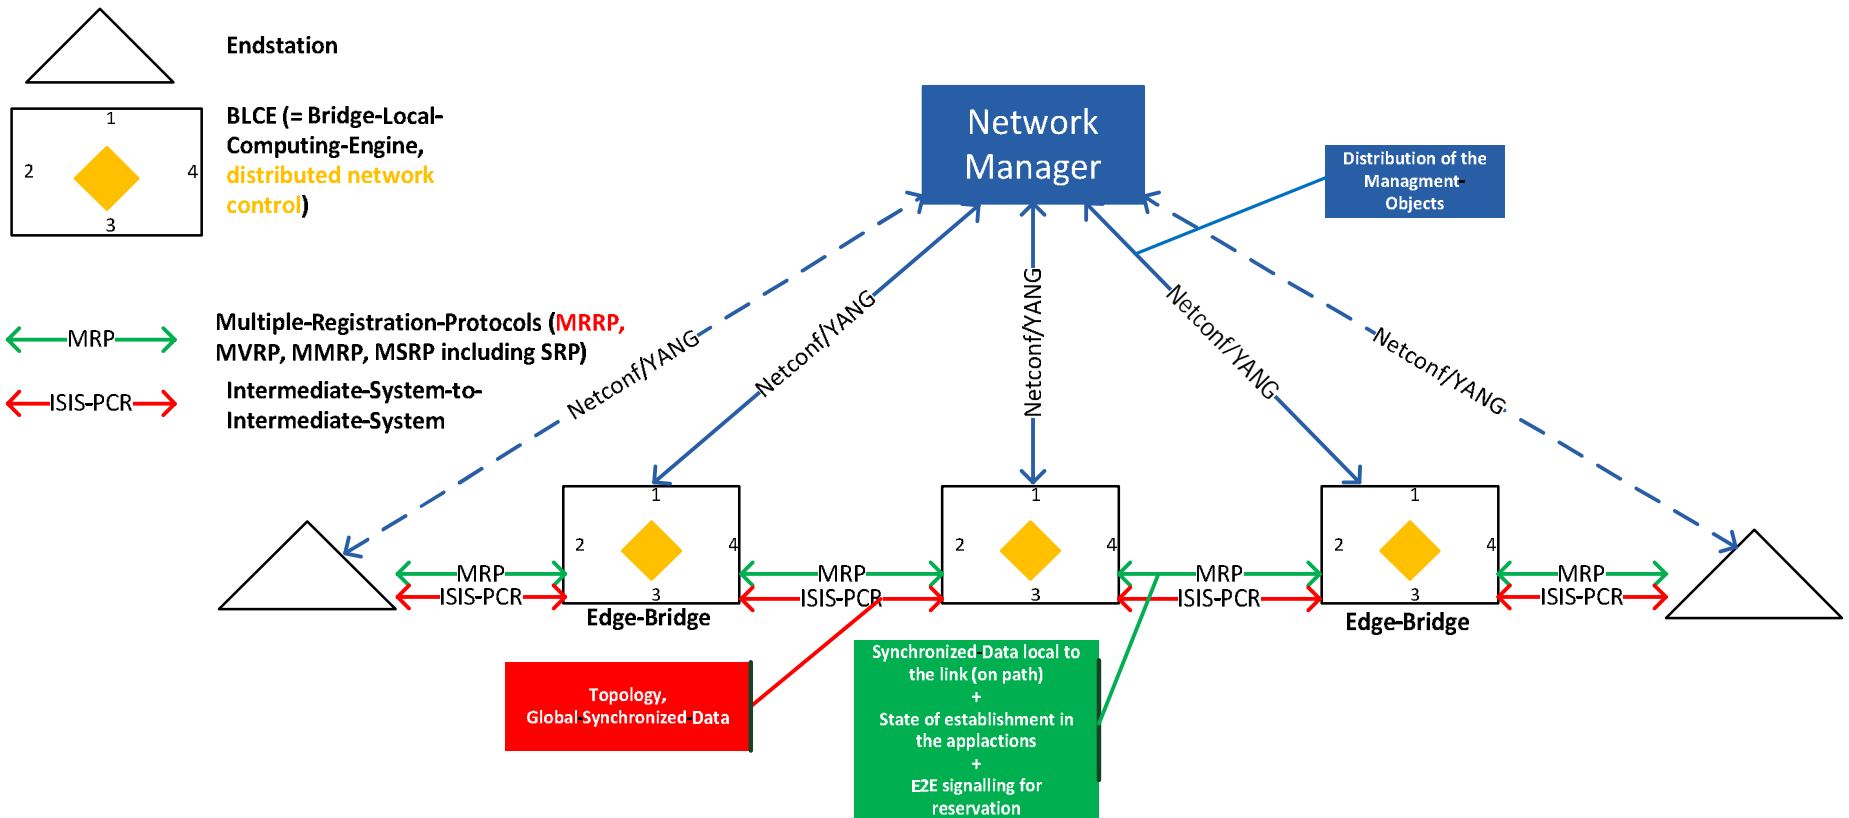 Endstation
BLCE (= Bridge-Local-
Computing-Engine,
distributed network
control)
1
2
4
3
MRP
Multiple-Registration-Protocols (MRRP,
MVRP, MMRP, MSRP including SRP)
ISIS-PCR
Intermediate-System-to-
Intermediate-System
Network
Manager
Distribution of the
Managment-
Objects
Netconf/YANG
Netconf/YANG
Netconf/YANG
Netconf/YANG
Netconf/YANG
1
2
4
3
Edge-Bridge
1
2
4
3
1
2
4
3
Edge-Bridge
MRP
ISIS-PCR
MRP
ISIS-PCR
MRP
ISIS-PCR
MRP
ISIS-PCR
Topology,
Global-Synchronized-Data
Synchronized-Data local to
the link (on path)
+
State of establishment in
the applactions
+
E2E signalling for
reservation